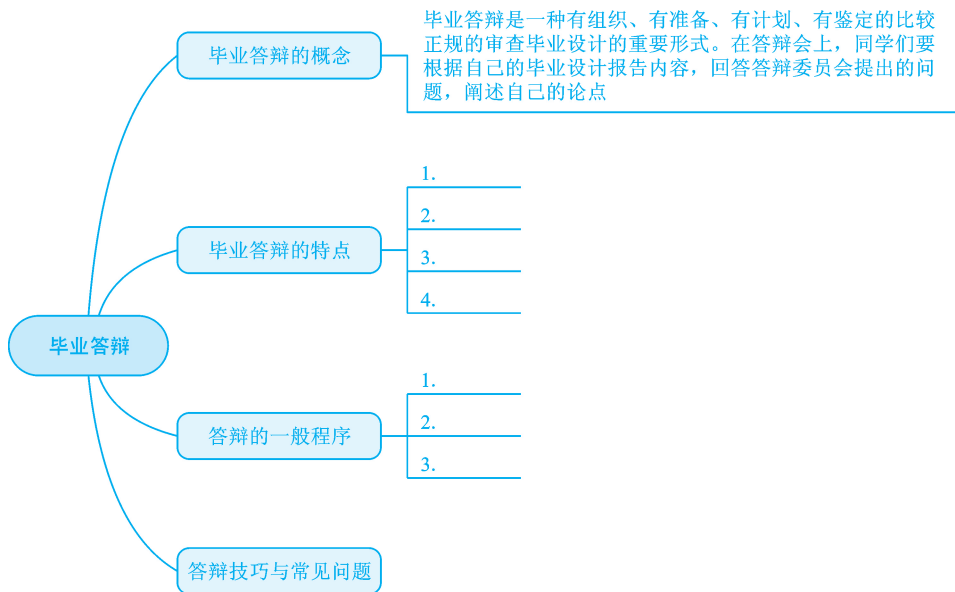 毕业答辩的概念
毕业答辩是一种有组织、有准备、有计划、有鉴定的比较
正规的审查毕业设计的重要形式。在答辩会上，同学们要
根据自己的毕业设计报告内容，回答答辩委员会提出的问
题，阐述自己的论点
毕业答辩的特点
1.
2.
3.
4.
毕业答辩
答辩的一般程序
1.
2.
3.
答辩技巧与常见问题